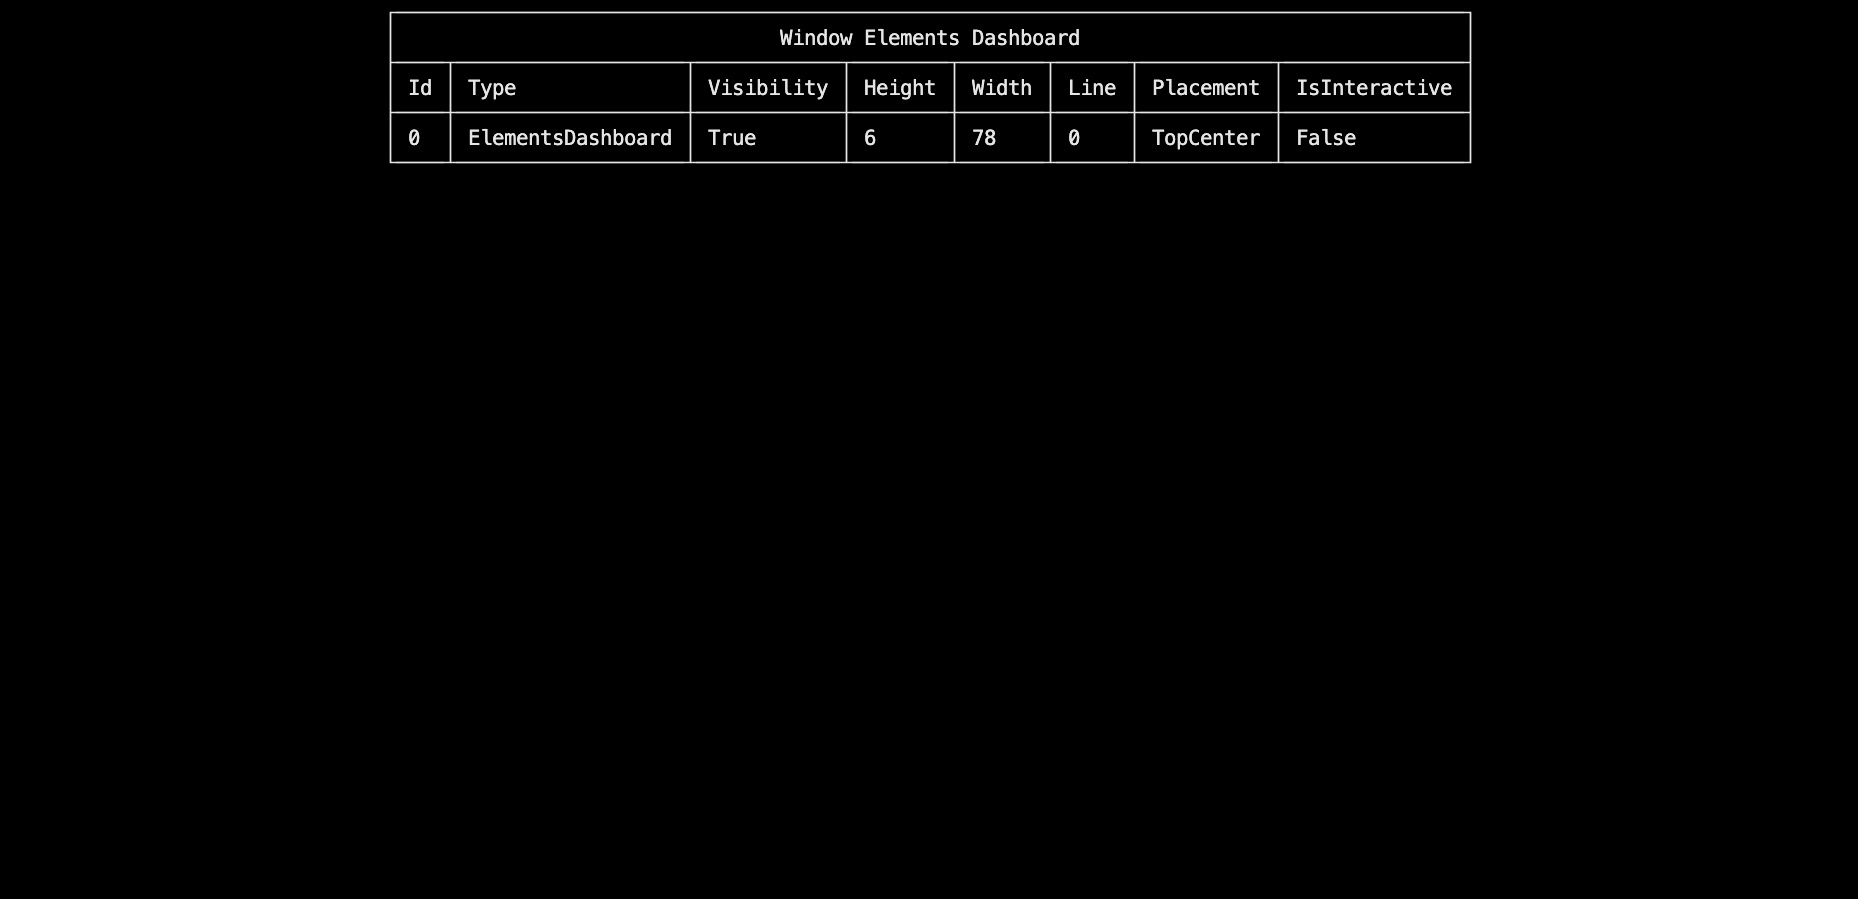 Window Elements Dashboard
Id Type Visibility Height Width Line Placement IsInteractive
0 ElementsDashboard True 6 78 0 TopCenter False